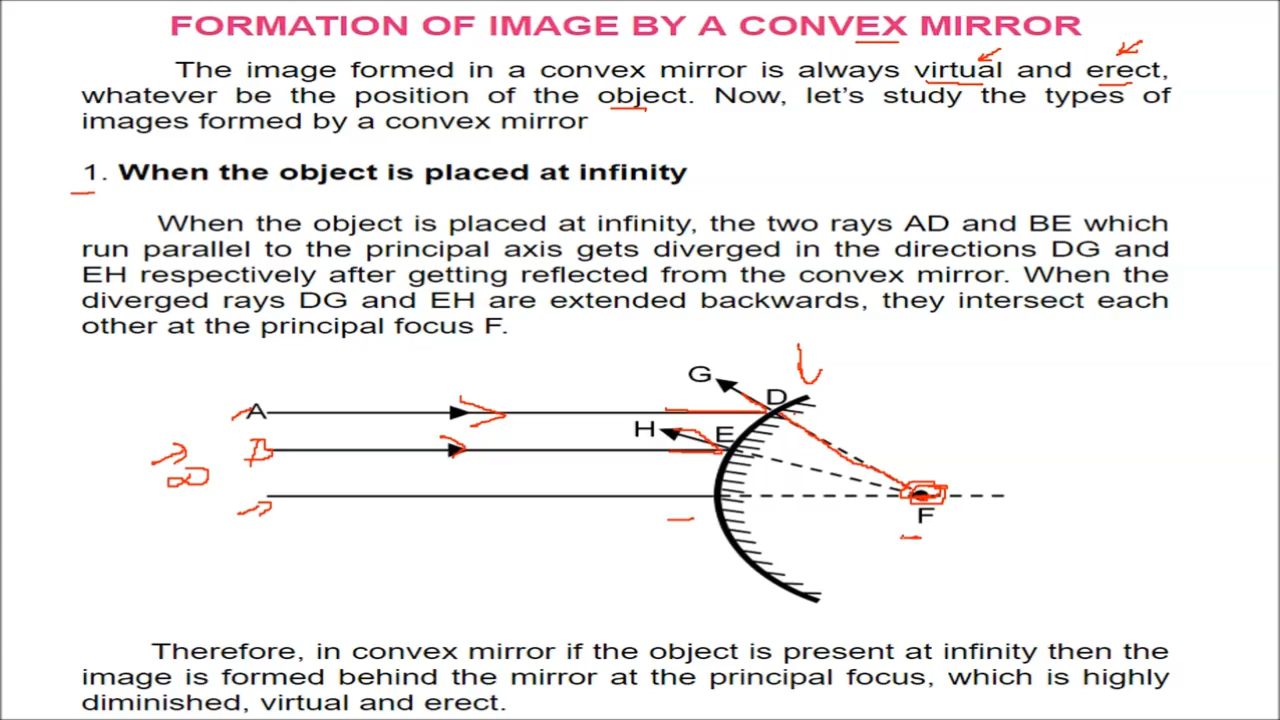 FORMATION OF IMAGE BY A CONVEX MIRROR
The image formed in a convex mirror is always virtual and erect,
whatever be the position of the object. Now, let's study the types of
images formed by a convex mirror
1. When the object is placed at infinity
When the object is placed at infinity, the two rays AD and BE which
run parallel to the principal axis gets diverged in the directions DG and
EH respectively after getting reflected from the convex mirror. When the
diverged rays DG and EH are extended backwards, they intersect each
other at the principal focus F.
G
D
A
H
E
B
∞
F
Therefore, in convex mirror if the object is present at infinity then the
image is formed behind the mirror at the principal focus, which is highly
diminished, virtual and erect.